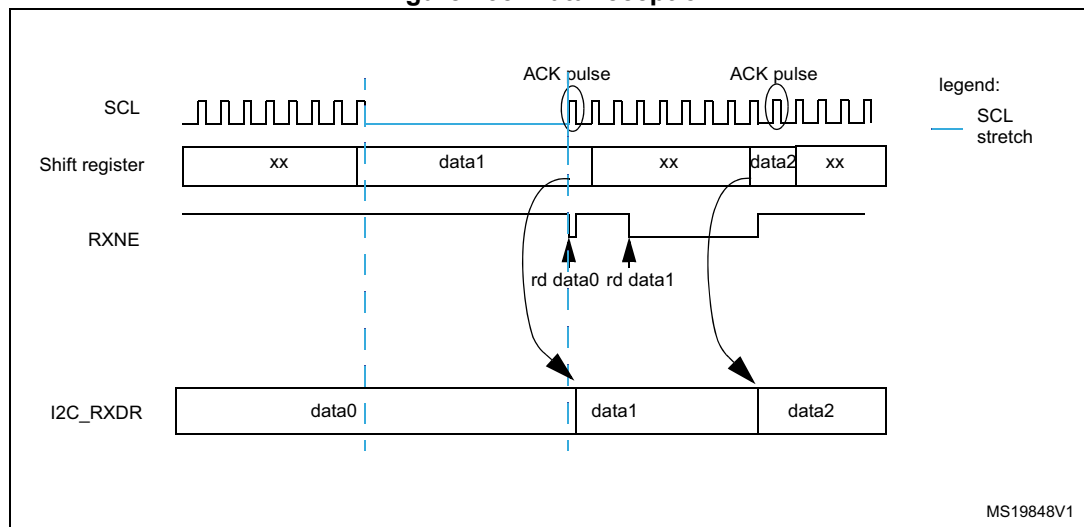 ACK pulse ACK pulse
legend:
SCL
SCL
stretch
Shift register xx data1 xx data2 xx
RXNE
rd data0 rd data1
I2C_RXDR data0 data1 data2
MS19848V1